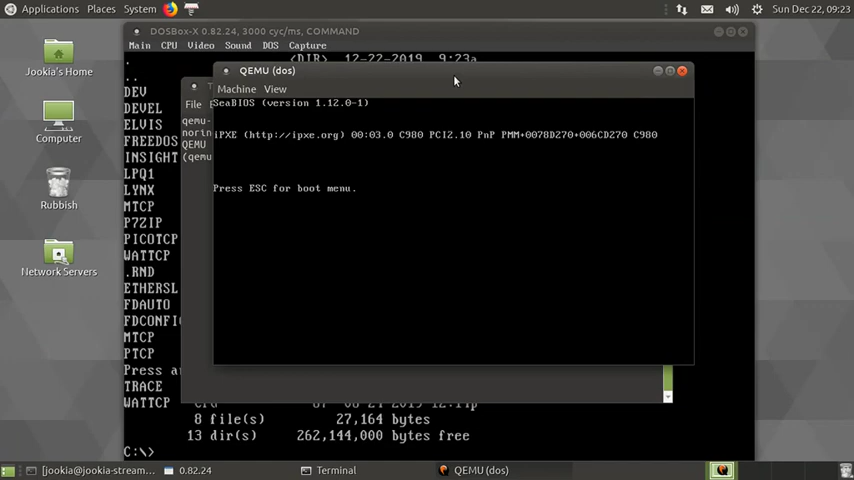 Applications Places System Sun Dec 22, 09:23
DOSBox-X 0.82.24, 3000 cyc/ms, COMMAND
Main CPU Video Sound DOS Capture
. <DIR> 12-22-2019 9:23a
..
DEV
DEVEL
ELVIS
FREEDOS
INSIGHT
LPQ1
LYNX
MTCP
P7ZIP
PICOTCP
WATTCP
.RND
ETHERSL
FDAUTO
FDCONFI
MTCP
PTCP
Press a
TRACE
WATTCP
8 file(s) 27,164 bytes
13 dir(s) 262,144,000 bytes free
C:\>
File
qemu-
norin
QEMU
(qemu
QEMU (dos)
Machine View
SeaBIOS (version 1.12.0-1)
iPXE (http://ipxe.org) 00:03.0 C980 PCI2.10 PnP PMM+0078D270+006CD270 C980
Press ESC for boot menu.
Jookia's Home
Computer
Rubbish
Network Servers
[jookia@jookia-stream... 0.82.24 Terminal QEMU (dos)